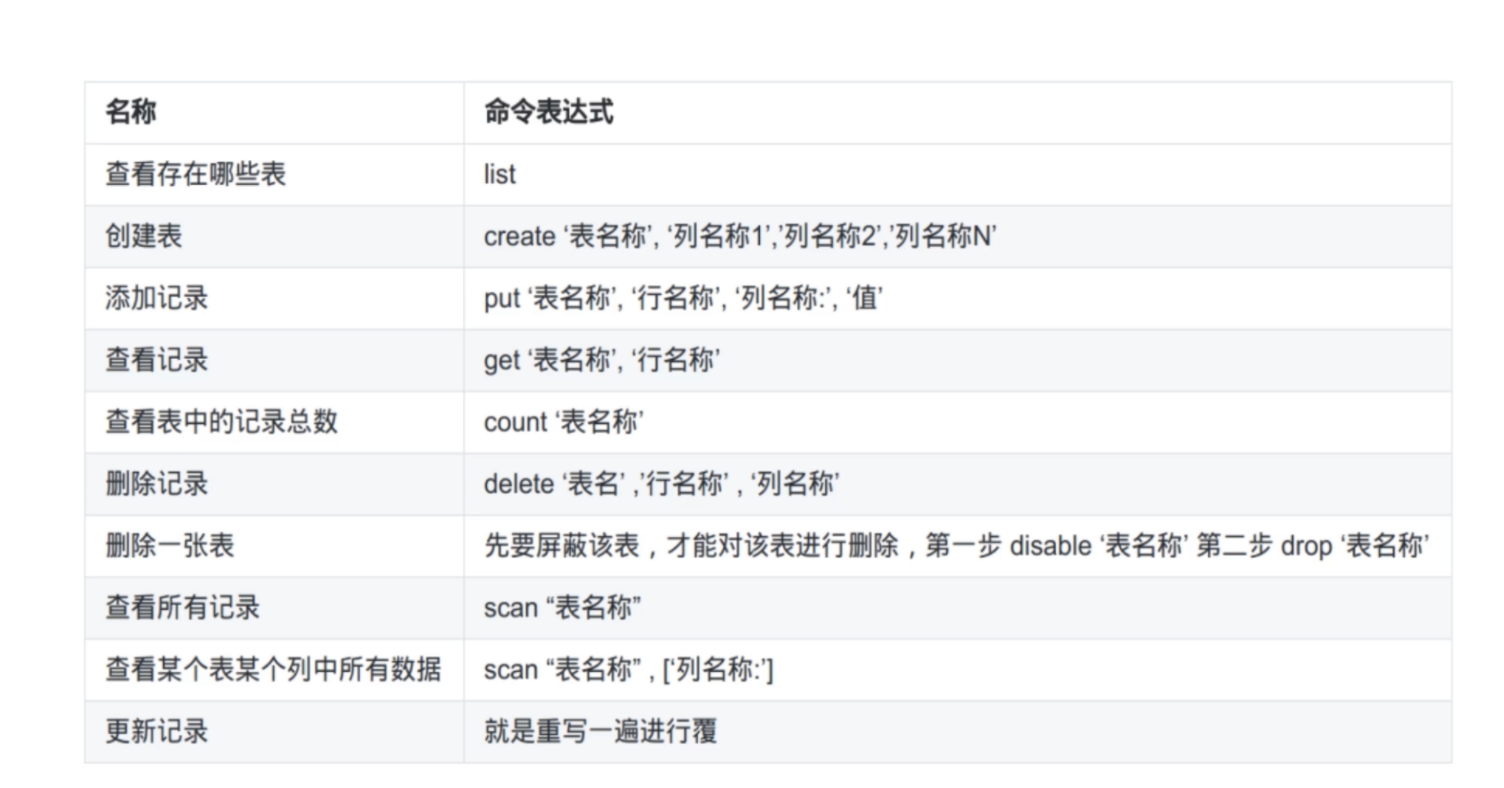 名称 命令表达式
查看存在哪些表 list
创建表 create ‘表名称’, ‘列名称1’,’列名称2’,’列名称N’
添加记录 put ‘表名称’, ‘行名称’, ‘列名称:’, ‘值’
查看记录 get ‘表名称’, ‘行名称’
查看表中的记录总数 count ‘表名称’
删除记录 delete ‘表名’ ,’行名称’ , ‘列名称’
删除一张表 先要屏蔽该表，才能对该表进行删除，第一步 disable ‘表名称’ 第二步 drop ‘表名称’
查看所有记录 scan “表名称”
查看某个表某个列中所有数据 scan “表名称” , [‘列名称:’]
更新记录 就是重写一遍进行覆